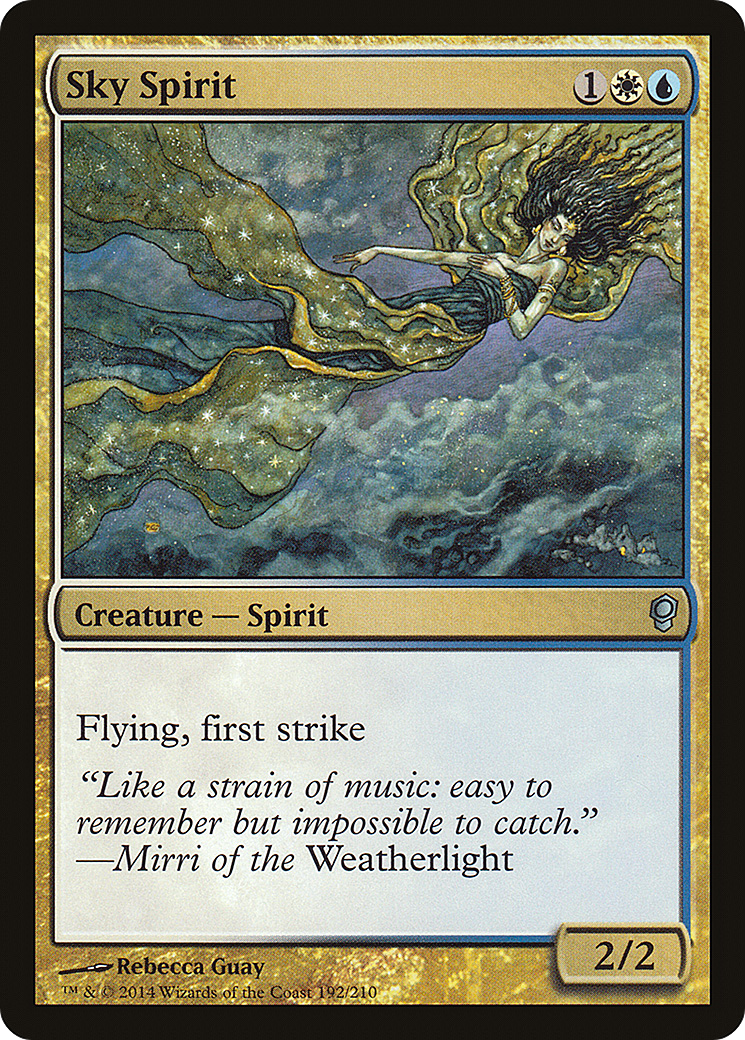 Sky Spirit 1
Creature — Spirit
Flying, first strike
“Like a strain of music: easy to
remember but impossible to catch.”
—Mirri of the Weatherlight
2/2
Rebecca Guay
™ & © 2014 Wizards of the Coast 192/210